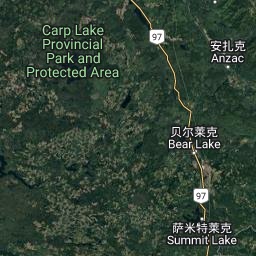 Carp Lake
Provincial
Park and
Protected Area
97
安扎克
Anzac
贝尔莱克
Bear Lake
97
萨米特莱克
Summit Lake